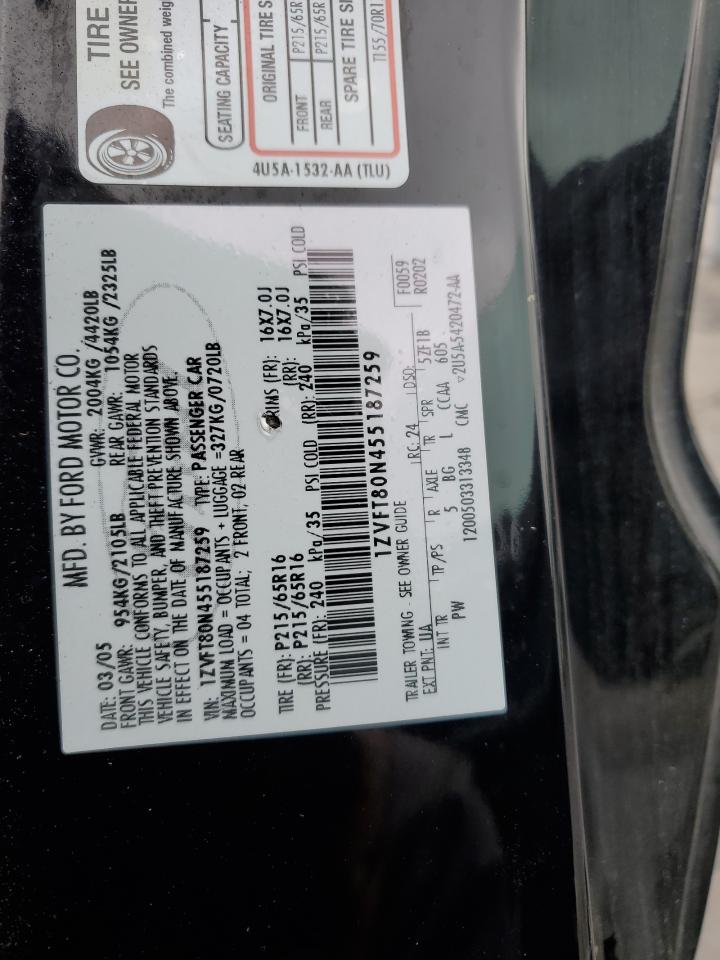 TIRE
SEE OWNER
The combined weig
SEATING CAPACITY
ORIGINAL TIRE S
FRONT P215/65R
REAR P215/65R
SPARE TIRE SI
T155/70R1
4U5A-1532-AA (TLU)
MFD. BY FORD MOTOR CO.
DATE: 03/05 GVWR: 2004KG /4420LB
FRONT GAWR: 954KG/2105LB REAR GAWR: 1054KG /2325LB
THIS VEHICLE CONFORMS TO ALL APPLICABLE FEDERAL MOTOR
VEHICLE SAFETY, BUMPER, AND THEFT PREVENTION STANDARDS
IN EFFECT ON THE DATE OF MANUFACTURE SHOWN ABOVE.
VIN: 1ZVFT80N455187259 TYPE: PASSENGER CAR
MAXIMUM LOAD = OCCUPANTS + LUGGAGE =327KG/0720LB
OCCUPANTS = 04 TOTAL; 2 FRONT, 02 REAR
TIRE (FR): P215/65R16 RIMS (FR): 16X7.0J
(RR): P215/65R16 (RR): 16X7.0J
PRESSURE (FR): 240 kPa/35 PSI COLD (RR): 240 kPa/35 PSI COLD
1ZVFT80N455187259
F0059
R0202
TRAILER TOWING - SEE OWNER GUIDE RC: 24 DSO:
EXT PNT: UA 5ZF1B
INT TR TP/PS R AXLE TR SPR
PW 5 BG L CCAA 605
1200503313348 CMC ▿2U5A-5420472-AA